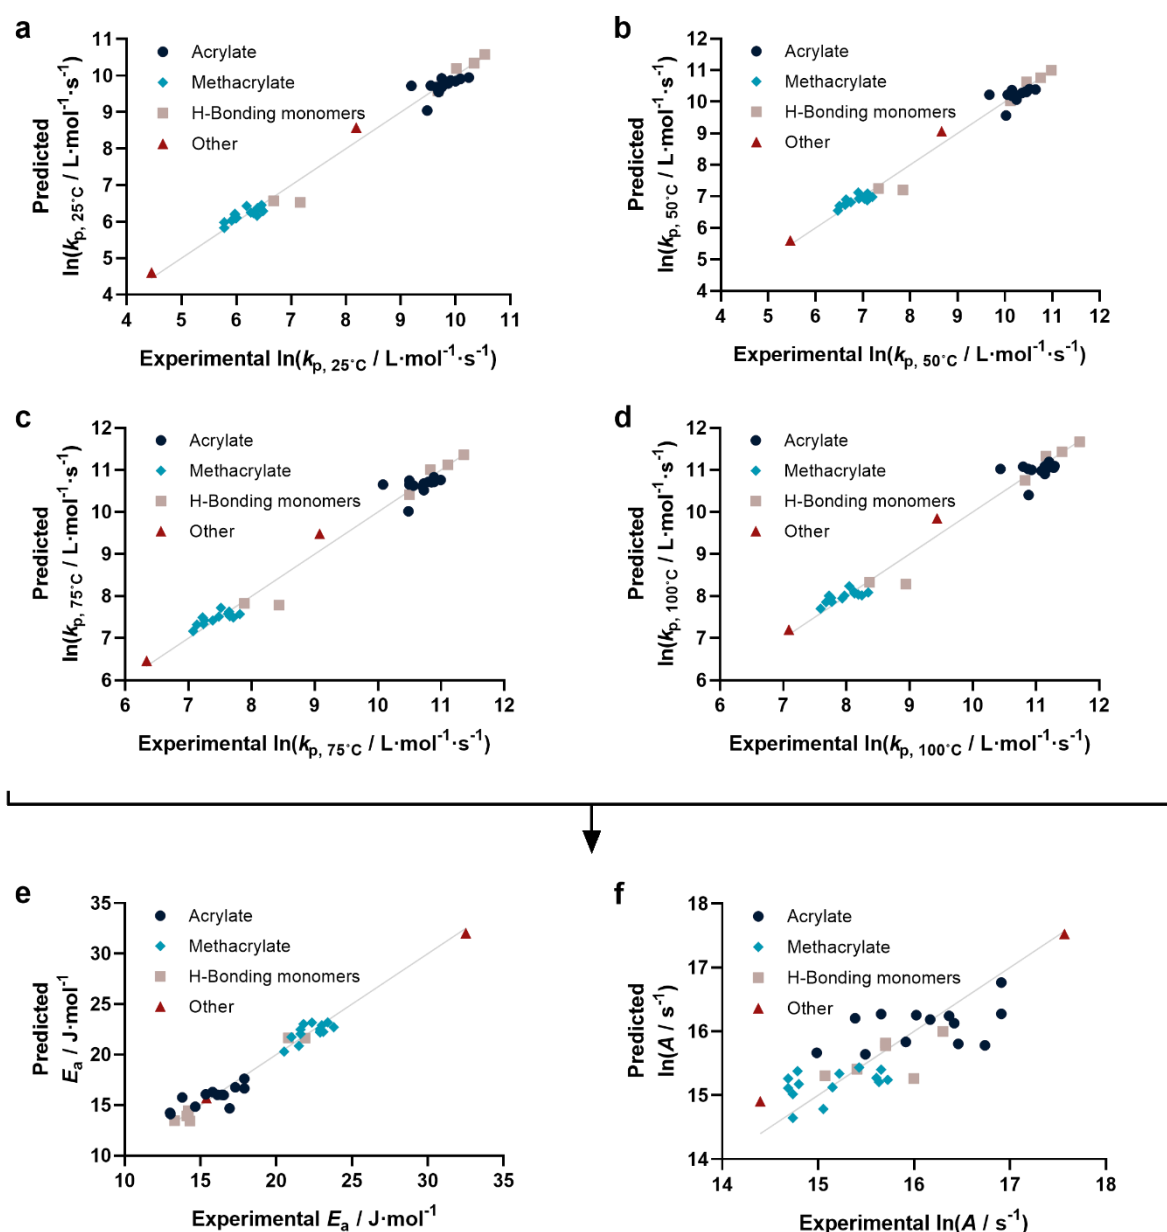 a
Predicted
ln(kp, 25°C / L·mol⁻¹·s⁻¹)
11
10
9
8
7
6
5
4
Acrylate
Methacrylate
H-Bonding monomers
Other
4 5 6 7 8 9 10 11
Experimental ln(kp, 25°C / L·mol⁻¹·s⁻¹)
b
Predicted
ln(kp, 50°C / L·mol⁻¹·s⁻¹)
12
11
10
9
8
7
6
5
4
Acrylate
Methacrylate
H-Bonding monomers
Other
4 5 6 7 8 9 10 11 12
Experimental ln(kp, 50°C / L·mol⁻¹·s⁻¹)
c
Predicted
ln(kp, 75°C / L·mol⁻¹·s⁻¹)
12
11
10
9
8
7
6
Acrylate
Methacrylate
H-Bonding monomers
Other
6 7 8 9 10 11 12
Experimental ln(kp, 75°C / L·mol⁻¹·s⁻¹)
d
Predicted
ln(kp, 100°C / L·mol⁻¹·s⁻¹)
12
11
10
9
8
7
6
Acrylate
Methacrylate
H-Bonding monomers
Other
6 7 8 9 10 11 12
Experimental ln(kp, 100°C / L·mol⁻¹·s⁻¹)
e
Predicted
Ea / J·mol⁻¹
35
30
25
20
15
10
Acrylate
Methacrylate
H-Bonding monomers
Other
10 15 20 25 30 35
Experimental Ea / J·mol⁻¹
f
Predicted
ln(A / s⁻¹)
18
17
16
15
14
Acrylate
Methacrylate
H-Bonding monomers
Other
14 15 16 17 18
Experimental ln(A / s⁻¹)